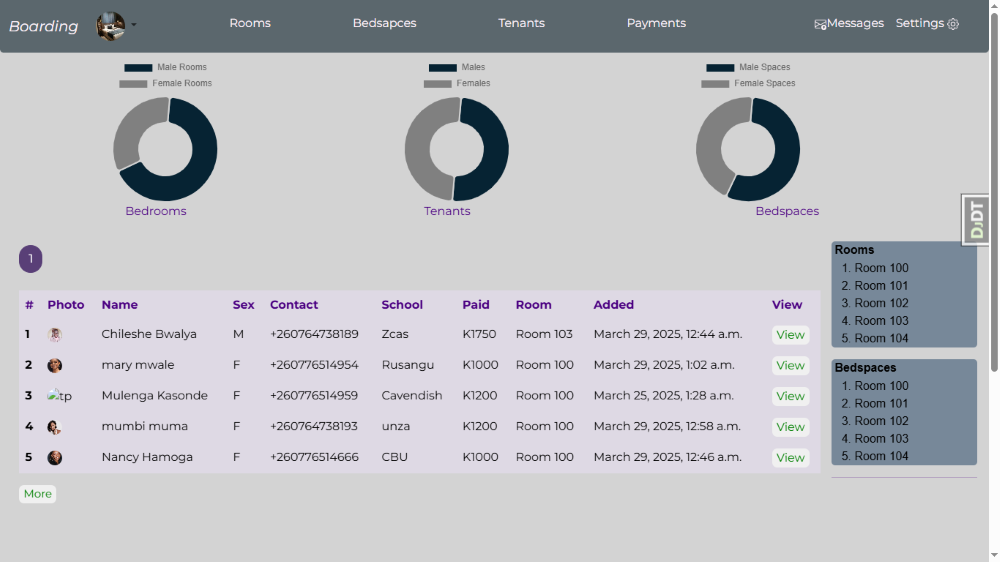 Boarding Rooms Bedsapces Tenants Payments Messages Settings
Male Rooms
Female Rooms
Males
Females
Male Spaces
Female Spaces
Bedrooms Tenants Bedspaces
DJDT
1
# Photo Name Sex Contact School Paid Room Added View
1 Chileshe Bwalya M +260764738189 Zcas K1750 Room 103 March 29, 2025, 12:44 a.m. View
2 mary mwale F +260776514954 Rusangu K1000 Room 100 March 29, 2025, 1:02 a.m. View
3 tp Mulenga Kasonde F +260776514959 Cavendish K1200 Room 100 March 25, 2025, 1:28 a.m. View
4 mumbi muma F +260764738193 unza K1200 Room 100 March 29, 2025, 12:58 a.m. View
5 Nancy Hamoga F +260776514666 CBU K1000 Room 100 March 29, 2025, 12:46 a.m. View
More
Rooms
1. Room 100
2. Room 101
3. Room 102
4. Room 103
5. Room 104
Bedspaces
1. Room 100
2. Room 101
3. Room 102
4. Room 103
5. Room 104